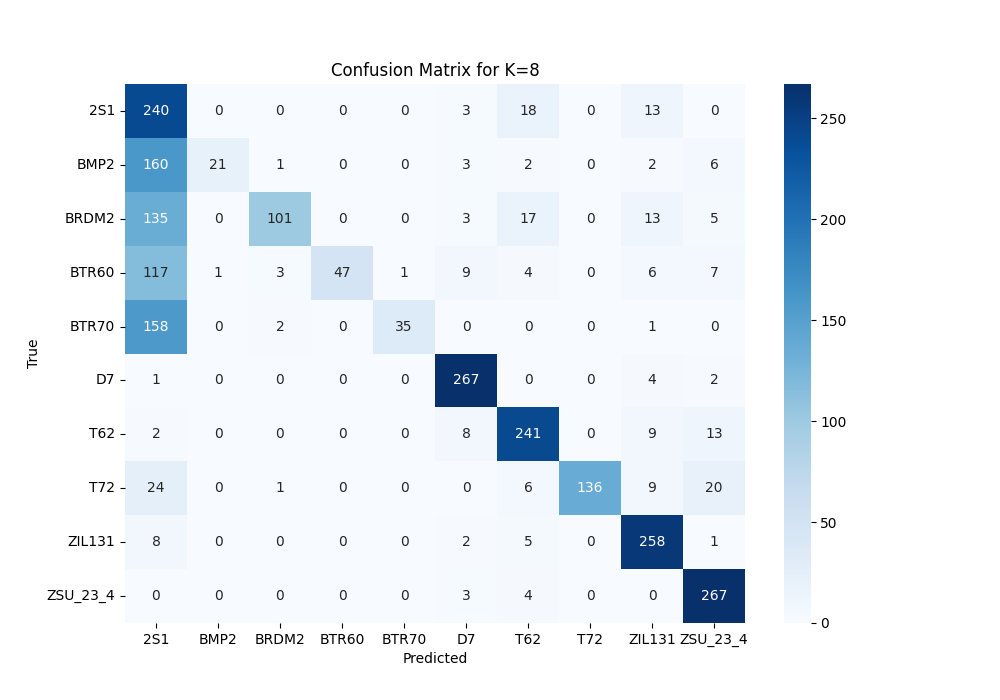 Confusion Matrix for K=8
2S1 240 0 0 0 0 3 18 0 13 0
BMP2 160 21 1 0 0 3 2 0 2 6
BRDM2 135 0 101 0 0 3 17 0 13 5
BTR60 117 1 3 47 1 9 4 0 6 7
BTR70 158 0 2 0 35 0 0 0 1 0
D7 1 0 0 0 0 267 0 0 4 2
T62 2 0 0 0 0 8 241 0 9 13
T72 24 0 1 0 0 0 6 136 9 20
ZIL131 8 0 0 0 0 2 5 0 258 1
ZSU_23_4 0 0 0 0 0 3 4 0 0 267
2S1 BMP2 BRDM2 BTR60 BTR70 D7 T62 T72 ZIL131 ZSU_23_4
Predicted
True
250
200
150
100
50
0